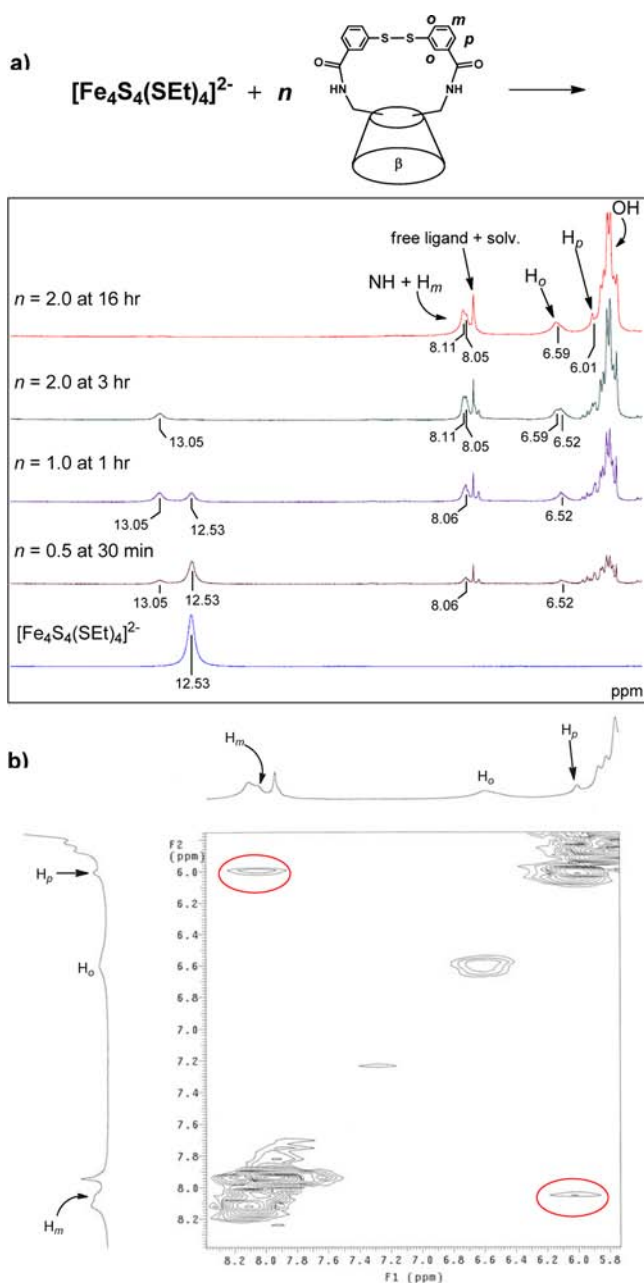 a)
o m
S–S p
o
O O
NH HN
[Fe₄S₄(SEt)₄]²⁻ + n
β
OH
free ligand + solv.
Hp
NH + Hm
Ho
n = 2.0 at 16 hr
8.11 8.05 6.59 6.01
n = 2.0 at 3 hr
13.05 8.11 8.05 6.59 6.52
n = 1.0 at 1 hr
13.05 12.53 8.06 6.52
n = 0.5 at 30 min
13.05 12.53 8.06 6.52
[Fe₄S₄(SEt)₄]²⁻
12.53
ppm
b)
Hm Ho Hp
F2
(ppm)
Hp
6.0
6.2
6.4
Ho
6.6
6.8
7.0
7.2
7.4
7.6
7.8
8.0
Hm
8.2
8.2 8.0 7.8 7.6 7.4 7.2 7.0 6.8 6.6 6.4 6.2 6.0 5.8
F1 (ppm)